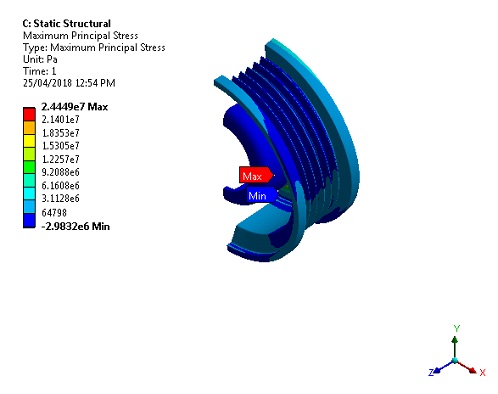 C: Static Structural
Maximum Principal Stress
Type: Maximum Principal Stress
Unit: Pa
Time: 1
25/04/2018 12:54 PM
2.4449e7 Max
2.1401e7
1.8353e7
1.5305e7
1.2257e7
9.2088e6
6.1608e6
3.1128e6
64798
-2.9832e6 Min
Max
Min
Y
Z
X